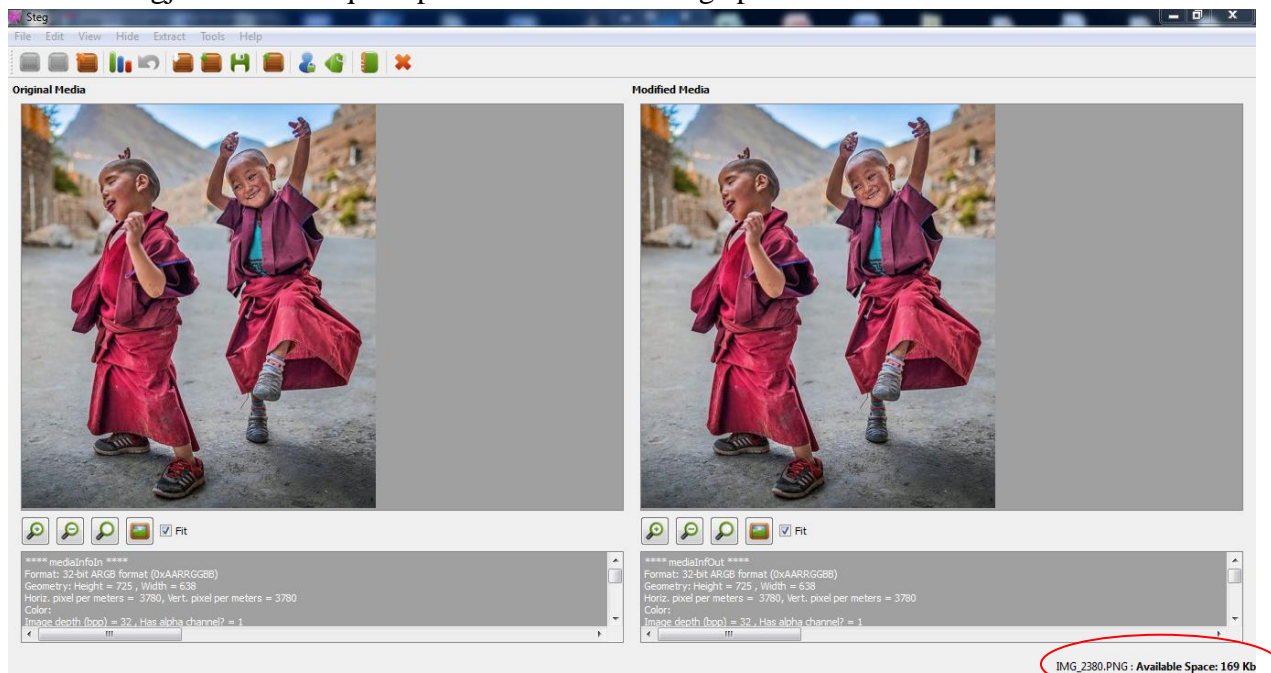 Steg
File Edit View Hide Extract Tools Help
Original Media
Modified Media
Fit
Fit
**** mediaInfoIn ****
Format: 32-bit ARGB format (0xAARRGGBB)
Geometry: Height = 725 , Width = 638
Horiz. pixel per meters = 3780, Vert. pixel per meters = 3780
Color:
Image depth (bpp) = 32 , Has alpha channel? = 1
**** mediaInfOut ****
Format: 32-bit ARGB format (0xAARRGGBB)
Geometry: Height = 725 , Width = 638
Horiz. pixel per meters = 3780, Vert. pixel per meters = 3780
Color:
Image depth (bpp) = 32 , Has alpha channel? = 1
IMG_2380.PNG : Available Space: 169 Kb